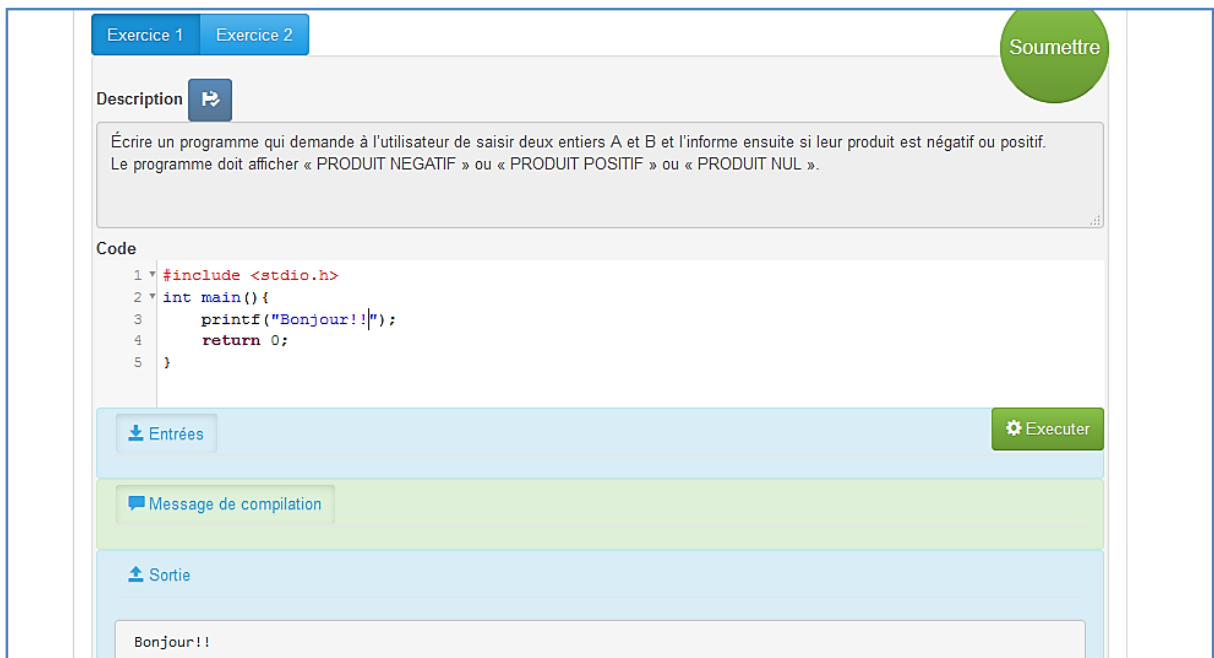 Exercice 1 Exercice 2
Soumettre
Description
Écrire un programme qui demande à l'utilisateur de saisir deux entiers A et B et l'informe ensuite si leur produit est négatif ou positif.
Le programme doit afficher « PRODUIT NEGATIF » ou « PRODUIT POSITIF » ou « PRODUIT NUL ».
Code
1 #include <stdio.h>
2 int main(){
3 printf("Bonjour!!");
4 return 0;
5 }
Entrées
Executer
Message de compilation
Sortie
Bonjour!!